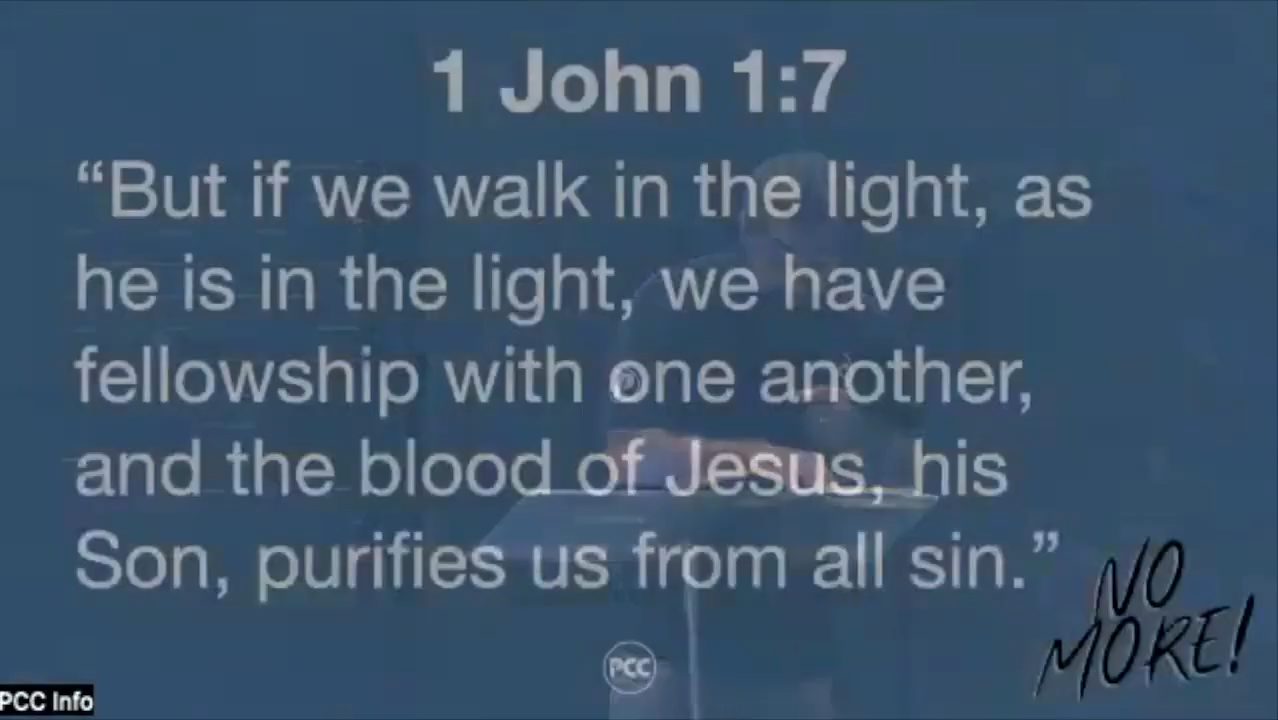 1 John 1:7
“But if we walk in the light, as
he is in the light, we have
fellowship with one another,
and the blood of Jesus, his
Son, purifies us from all sin.”
NO
MORE!
PCC
PCC Info